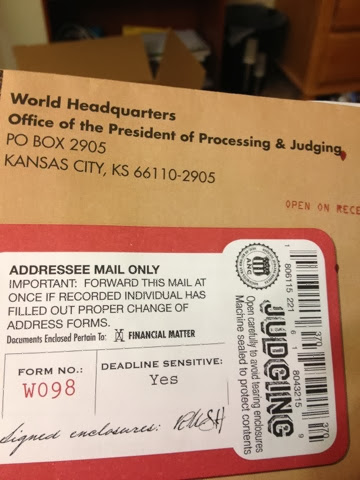 World Headquarters
Office of the President of Processing & Judging
PO BOX 2905
KANSAS CITY, KS 66110-2905
OPEN ON RECE
ADDRESSEE MAIL ONLY
IMPORTANT: FORWARD THIS MAIL AT
ONCE IF RECORDED INDIVIDUAL HAS
FILLED OUT PROPER CHANGE OF
ADDRESS FORMS.
Documents Enclosed Pertain To: X FINANCIAL MATTER
FORM NO.:
W098
DEADLINE SENSITIVE:
Yes
Signed enclosures:
JUDGING
Open carefully to avoid tearing enclosures
Machine sealed to protect contents